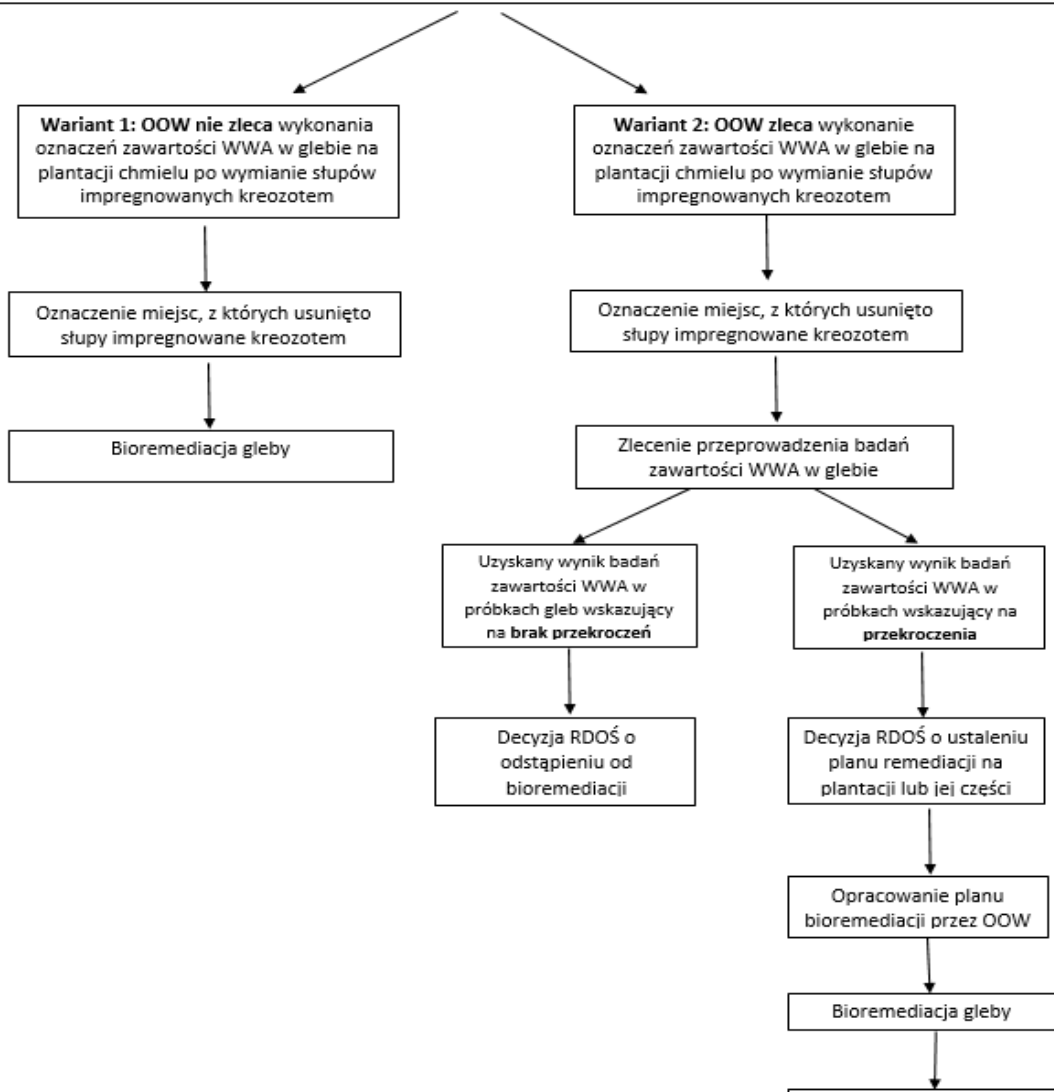 Wariant 1: OOW nie zleca wykonania
oznaczeń zawartości WWA w glebie na
plantacji chmielu po wymianie słupów
impregnowanych kreozotem
Oznaczenie miejsc, z których usunięto
słupy impregnowane kreozotem
Bioremediacja gleby
Wariant 2: OOW zleca wykonanie
oznaczeń zawartości WWA w glebie na
plantacji chmielu po wymianie słupów
impregnowanych kreozotem
Oznaczenie miejsc, z których usunięto
słupy impregnowane kreozotem
Zlecenie przeprowadzenia badań
zawartości WWA w glebie
Uzyskany wynik badań
zawartości WWA w
próbkach gleb wskazujący
na brak przekroczeń
Decyzja RDOŚ o
odstąpieniu od
bioremediacji
Uzyskany wynik badań
zawartości WWA w
próbkach wskazujący na
przekroczenia
Decyzja RDOŚ o ustaleniu
planu remediacji na
plantacji lub jej części
Opracowanie planu
bioremediacji przez OOW
Bioremediacja gleby